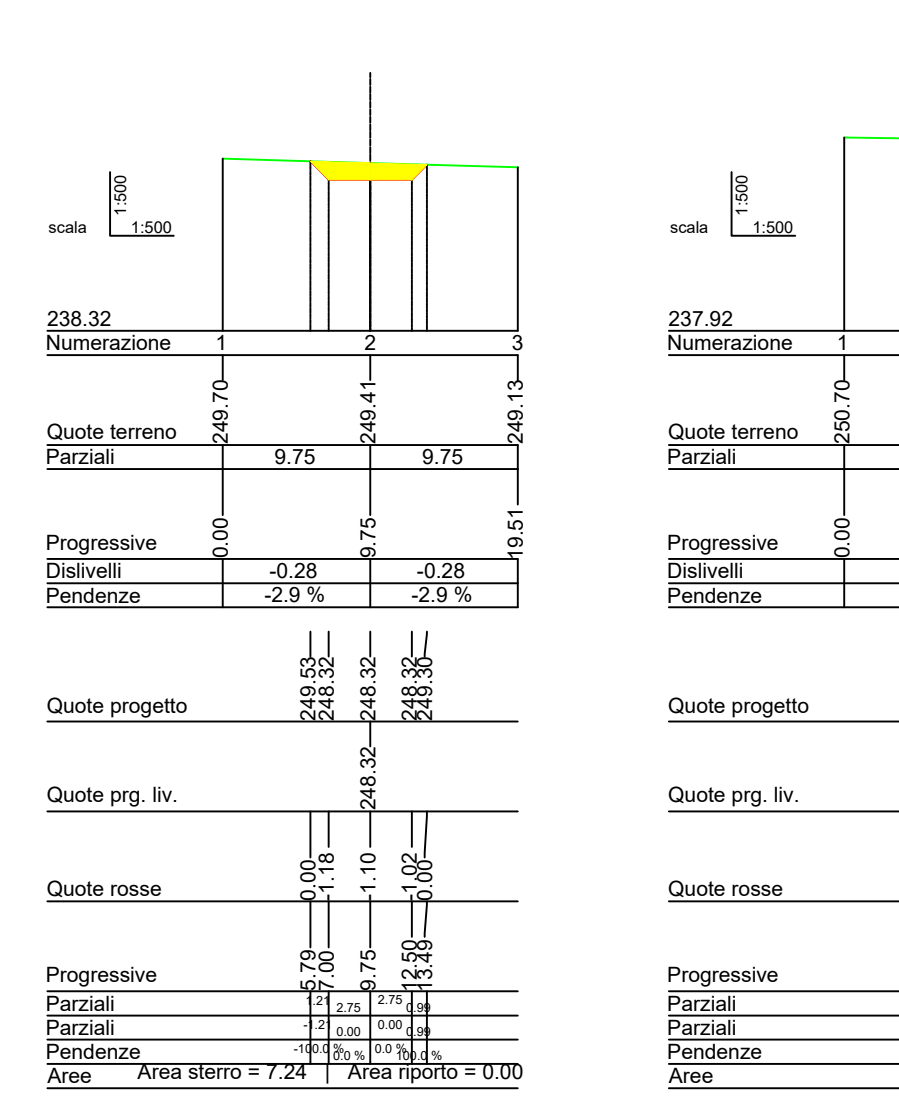 1:500
scala 1:500
238.32
Numerazione 1 2 3
Quote terreno 249.70 249.41 249.13
Parziali 9.75 9.75
Progressive 0.00 9.75 19.51
Dislivelli -0.28 -0.28
Pendenze -2.9 % -2.9 %
Quote progetto 249.53 248.32 248.32 248.32 249.30
Quote prg. liv. 248.32
Quote rosse 0.00 -1.18 -1.10 -1.02 0.00
Progressive 5.79 7.00 9.75 12.50 13.49
Parziali 1.21 2.75 2.75 0.99
Parziali -1.21 0.00 0.00 0.99
Pendenze -100.0 % 0.0 % 0.0 % 100.0 %
Aree Area sterro = 7.24 Area riporto = 0.00
1:500
scala 1:500
237.92
Numerazione 1
Quote terreno 250.70
Parziali
Progressive 0.00
Dislivelli
Pendenze
Quote progetto
Quote prg. liv.
Quote rosse
Progressive
Parziali
Parziali
Pendenze
Aree